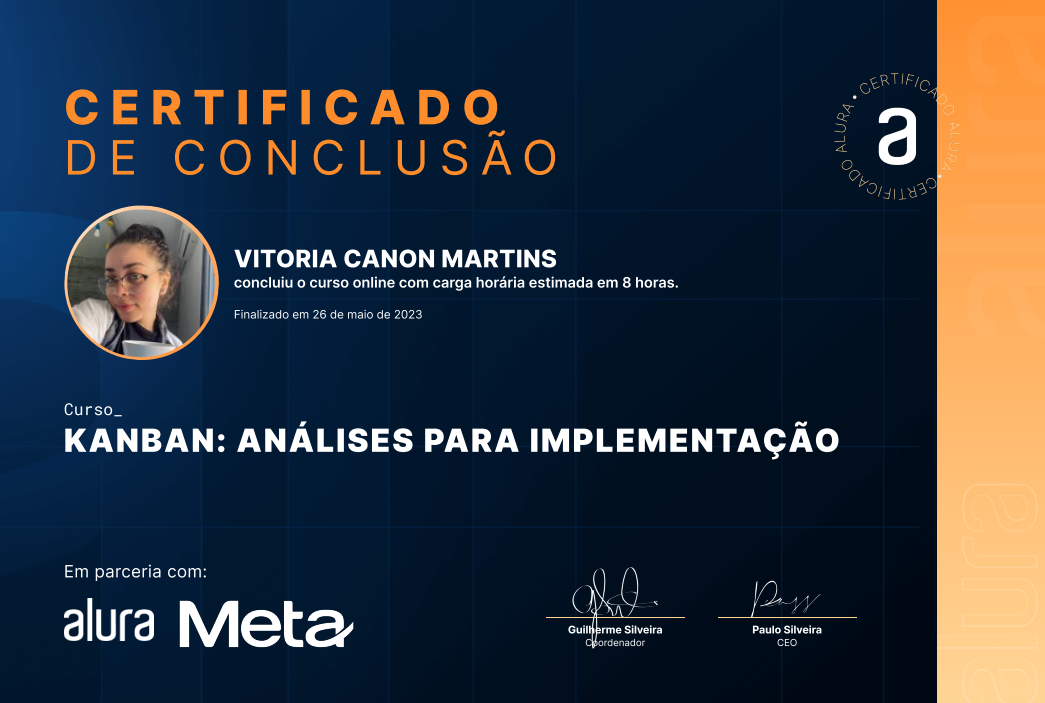 CERTIFICADO
DE CONCLUSÃO
a
CERTIFICADO ALURA • CERTIFICADO ALURA •
VITORIA CANON MARTINS
concluiu o curso online com carga horária estimada em 8 horas.
Finalizado em 26 de maio de 2023
Curso_
KANBAN: ANÁLISES PARA IMPLEMENTAÇÃO
Em parceria com:
alura Meta
Guilherme Silveira
Coordenador
Paulo Silveira
CEO
alura
alura